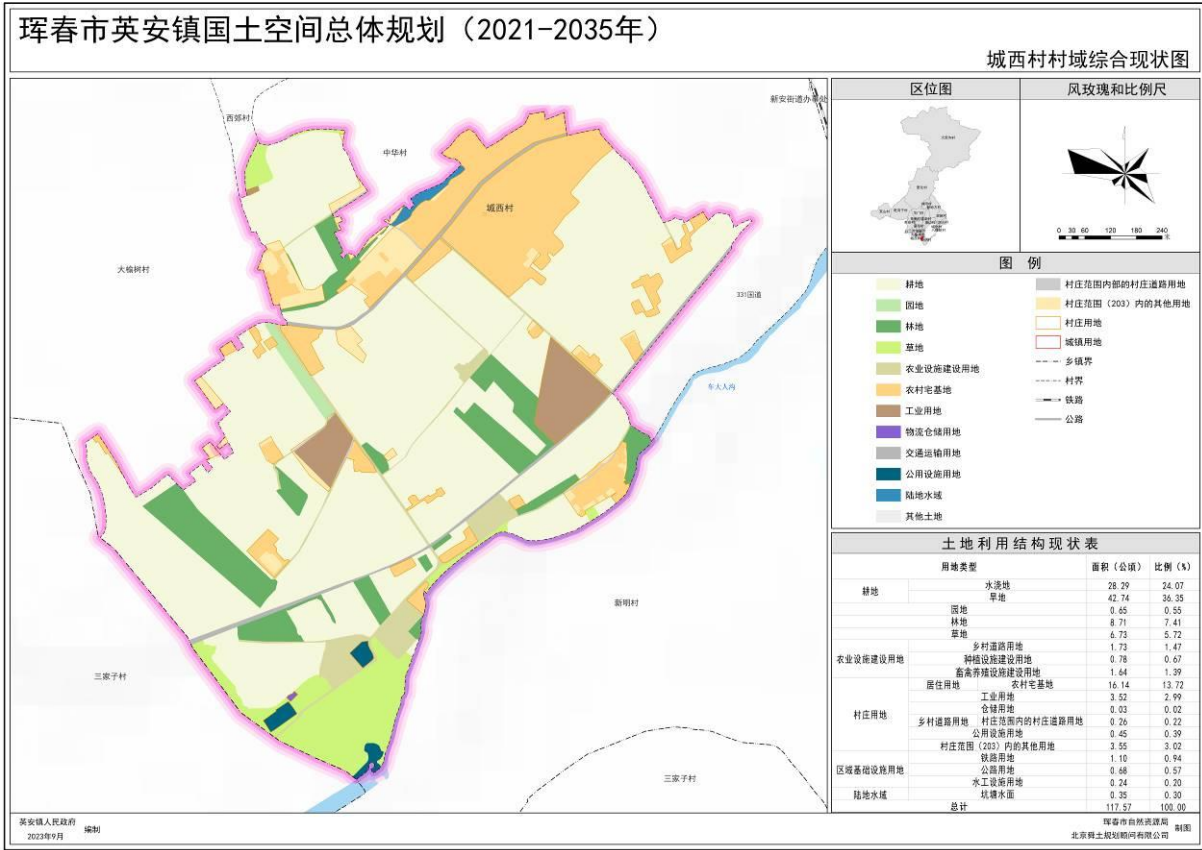 珲春市英安镇国土空间总体规划（2021-2035年）
城西村村域综合现状图
西郊村
中华村
新安街道办事处
城西村
大榆树村
331国道
车大人沟
新明村
三家子村
三家子村
区位图
风玫瑰和比例尺
0 30 60 120 180 240
米
图 例
耕地
园地
林地
草地
农业设施建设用地
农村宅基地
工业用地
物流仓储用地
交通运输用地
公用设施用地
陆地水域
其他土地
村庄范围内部的村庄道路用地
村庄范围（203）内的其他用地
村庄用地
城镇用地
乡镇界
村界
铁路
公路
土地利用结构现状表
用地类型 面积（公顷） 比例（%）
耕地 水浇地 28.29 24.07
旱地 42.74 36.35
园地 0.65 0.55
林地 8.71 7.41
草地 6.73 5.72
农业设施建设用地 乡村道路用地 1.73 1.47
种植设施建设用地 0.78 0.67
畜禽养殖设施建设用地 1.64 1.39
村庄用地 居住用地 农村宅基地 16.14 13.72
工业用地 3.52 2.99
仓储用地 0.03 0.02
乡村道路用地 村庄范围内的村庄道路用地 0.26 0.22
公用设施用地 0.45 0.39
村庄范围（203）内的其他用地 3.55 3.02
区域基础设施用地 铁路用地 1.10 0.94
公路用地 0.68 0.57
水工设施用地 0.24 0.20
陆地水域 坑塘水面 0.35 0.30
总计 117.57 100.00
英安镇人民政府
2023年9月 编制
珲春市自然资源局
北京舜土规划顾问有限公司 制图